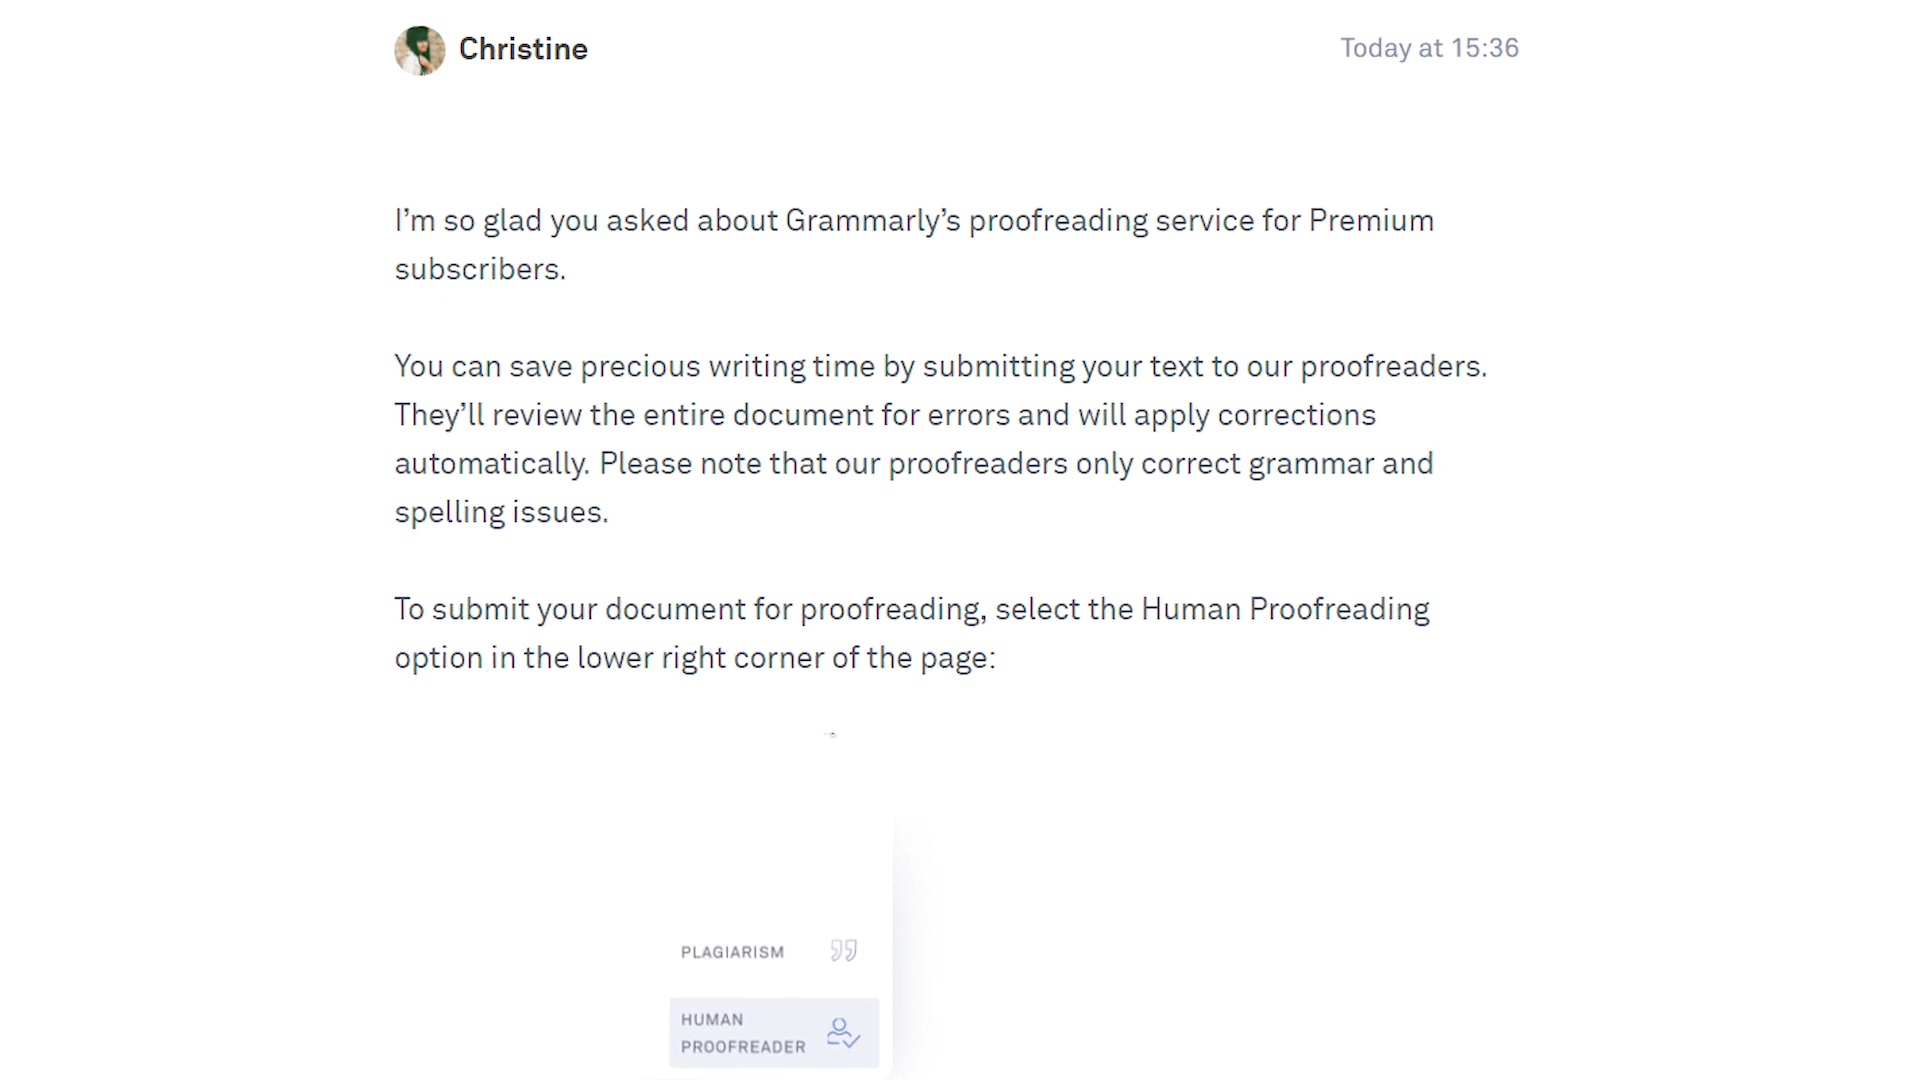 Christine
Today at 15:36
I’m so glad you asked about Grammarly’s proofreading service for Premium
subscribers.
You can save precious writing time by submitting your text to our proofreaders.
They’ll review the entire document for errors and will apply corrections
automatically. Please note that our proofreaders only correct grammar and
spelling issues.
To submit your document for proofreading, select the Human Proofreading
option in the lower right corner of the page:
PLAGIARISM
HUMAN
PROOFREADER